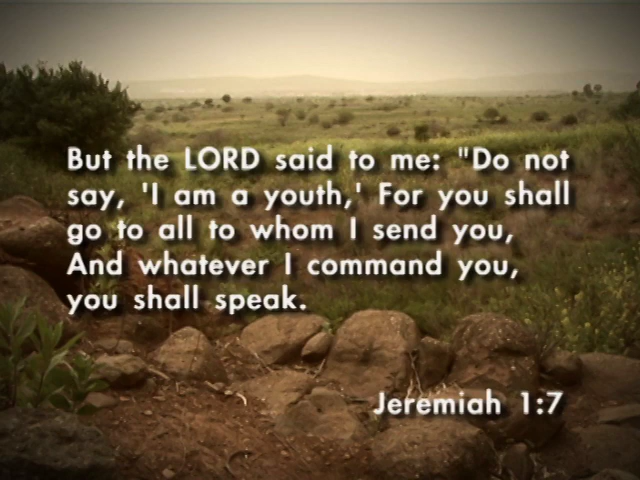 But the LORD said to me: "Do not
say, 'I am a youth,' For you shall
go to all to whom I send you,
And whatever I command you,
you shall speak.
Jeremiah 1:7